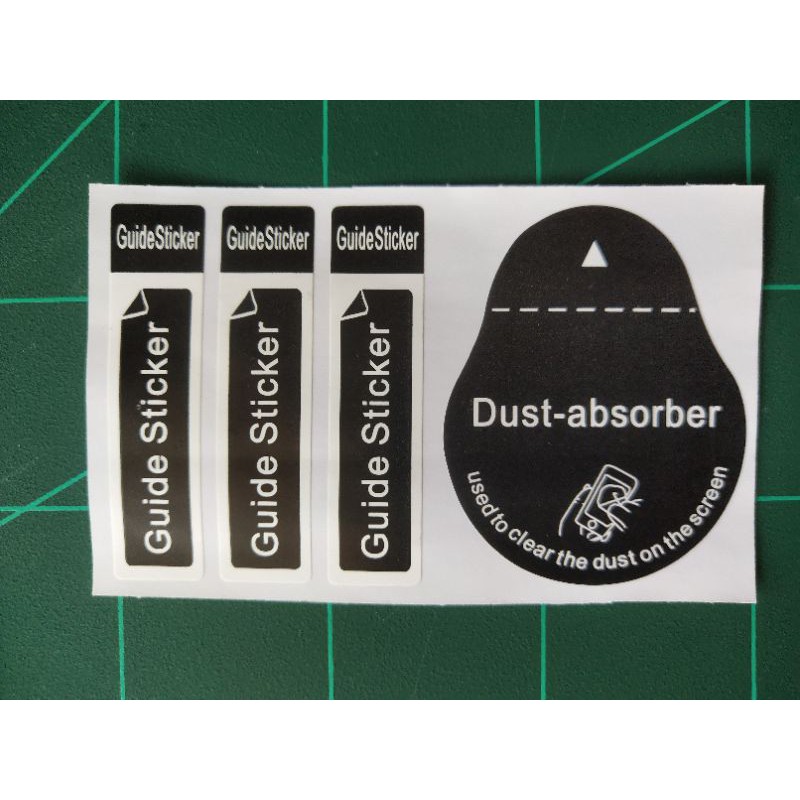 GuideSticker
GuideSticker
GuideSticker
Guide Sticker
Guide Sticker
Guide Sticker
Dust-absorber
used to clear the dust on the screen